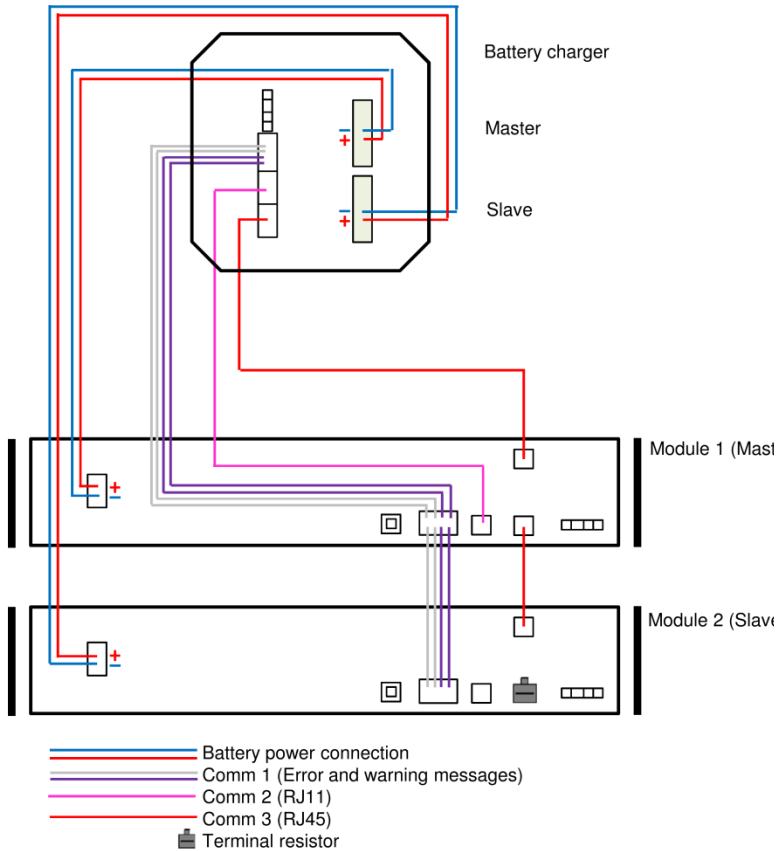 Battery charger
Master
Slave
Module 1 (Mast
Module 2 (Slave
Battery power connection
Comm 1 (Error and warning messages)
Comm 2 (RJ11)
Comm 3 (RJ45)
Terminal resistor